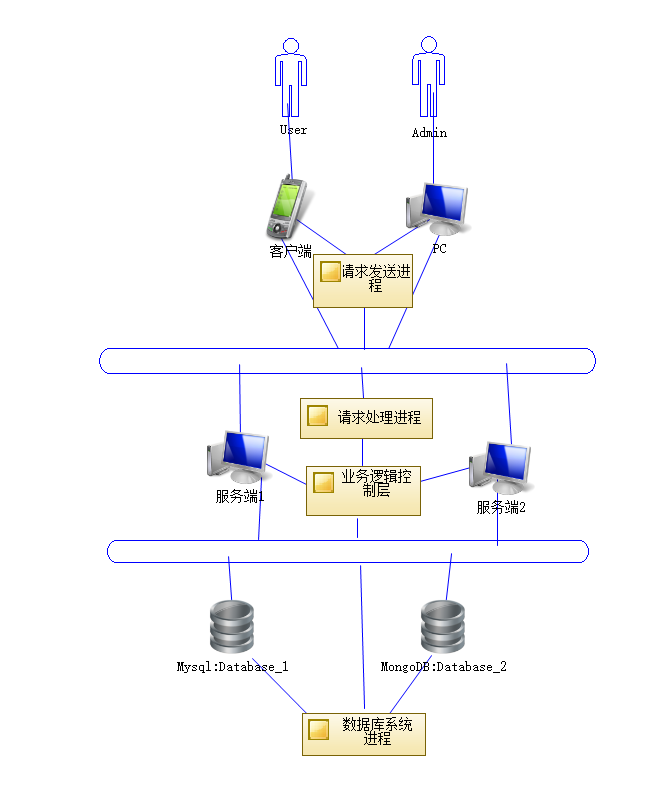 User
Admin
客户端
PC
请求发送进
程
请求处理进程
服务端1
业务逻辑控
制层
服务端2
Mysql:Database_1
MongoDB:Database_2
数据库系统
进程